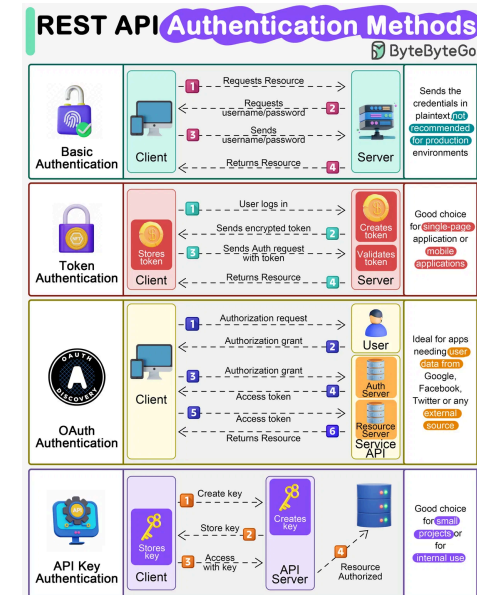 REST API Authentication Methods
ByteByteGo
Basic
Authentication
Client
1
Requests Resource
Requests
username/password
2
3
Sends
username/password
Returns Resource
4
Server
Sends the
credentials in
plaintext, not
recommended
for production
environments
Token
Authentication
Stores
token
Client
1
User logs in
Sends encrypted token
2
3
Sends Auth request
with token
Returns Resource
4
Creates
token
Validates
token
Server
Good choice
for single-page
application or
mobile
applications
OAUTH
A
DISCOVERY
OAuth
Authentication
Client
1
Authorization request
Authorization grant
2
3
Authorization grant
4
Access token
5
Access token
6
Returns Resource
User
Auth
Server
Resource
Server
Service
API
Ideal for apps
needing user
data from
Google,
Facebook,
Twitter or any
external
source
API
API Key
Authentication
Stores
key
Client
1
Create key
Store key
2
3
Access
with key
Creates
key
API
Server
4
Resource
Authorized
Good choice
for small
projects or
for
internal use